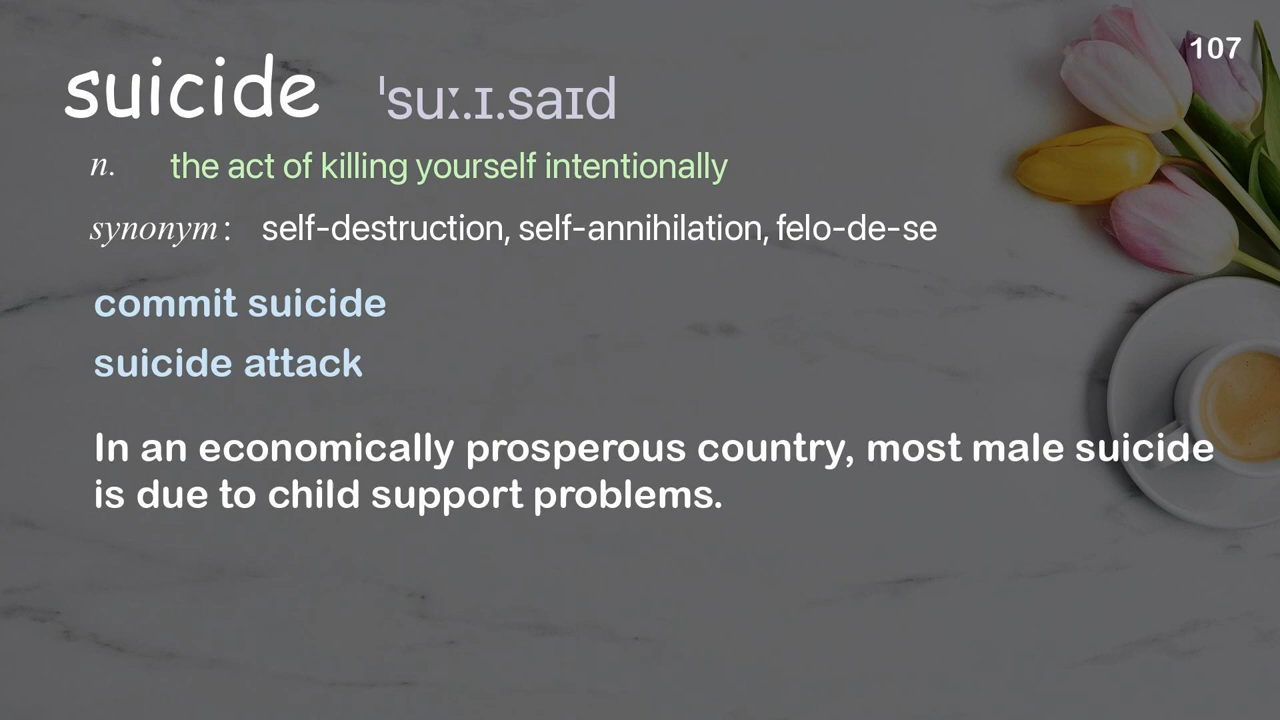 107
suicide ˈsuː.ɪ.saɪd
n. the act of killing yourself intentionally
synonym: self-destruction, self-annihilation, felo-de-se
commit suicide
suicide attack
In an economically prosperous country, most male suicide
is due to child support problems.